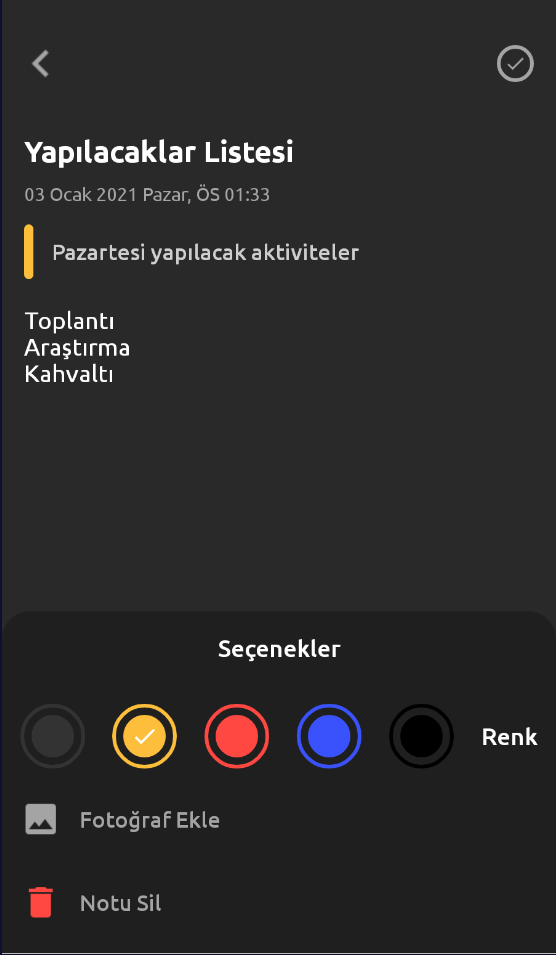 Yapılacaklar Listesi
03 Ocak 2021 Pazar, ÖS 01:33
Pazartesi yapılacak aktiviteler
Toplantı
Araştırma
Kahvaltı
Seçenekler
Renk
Fotoğraf Ekle
Notu Sil